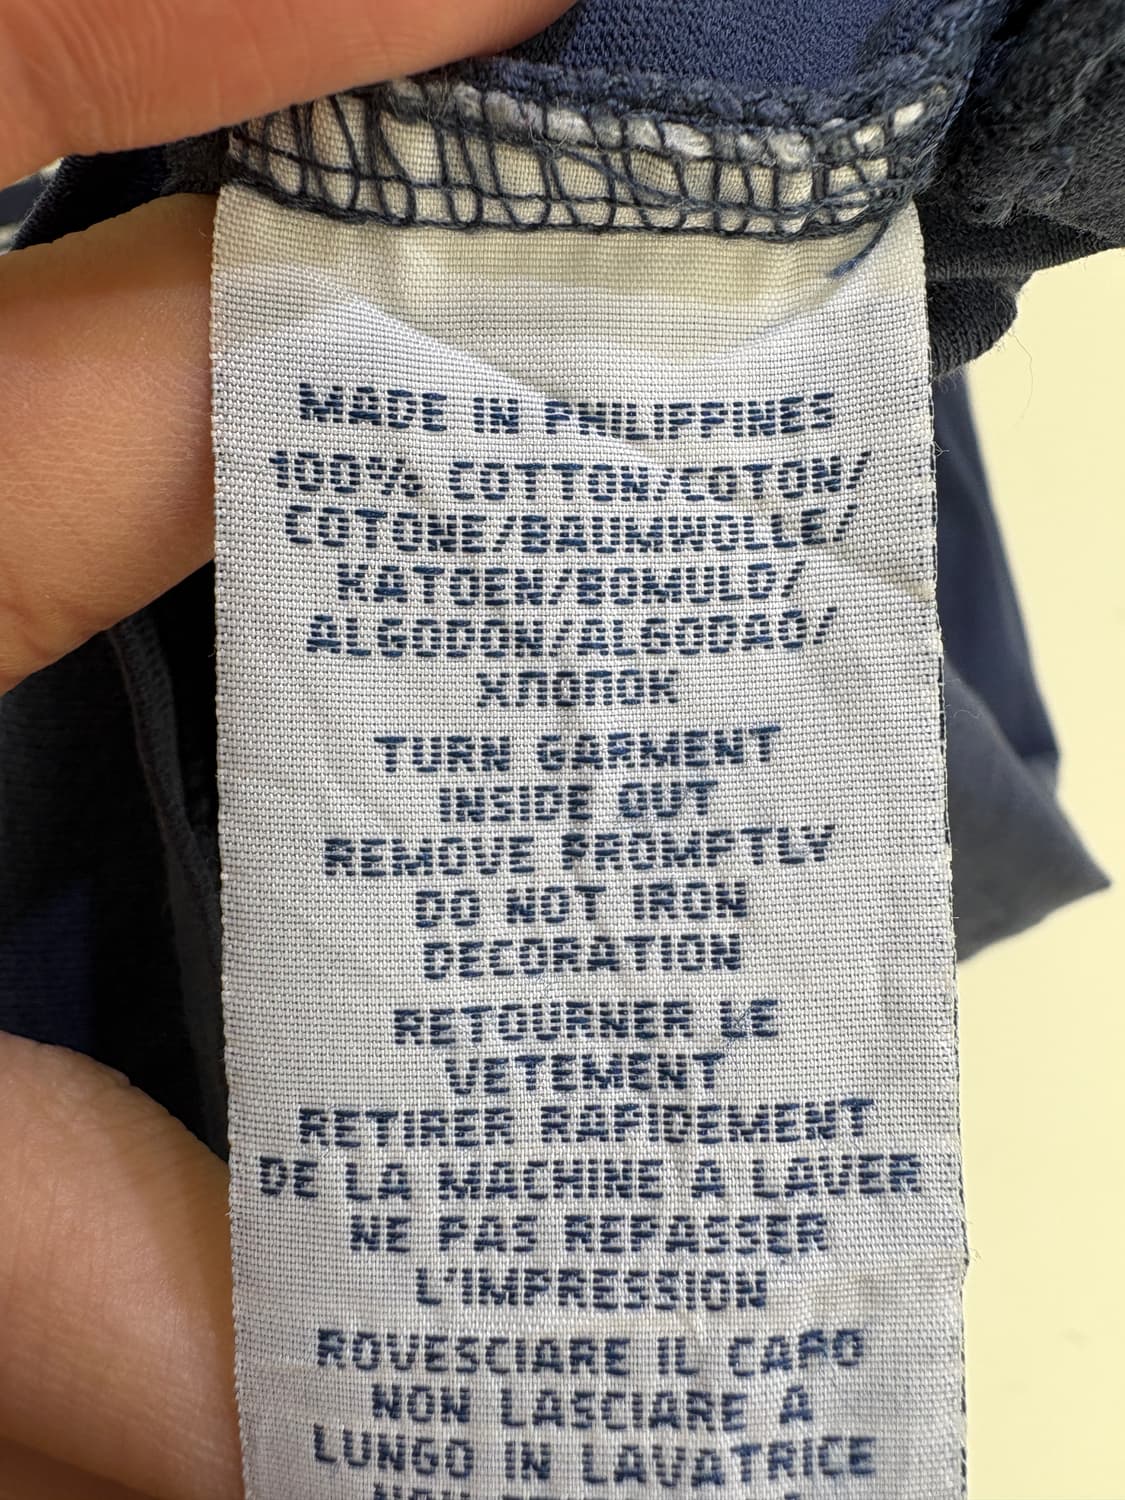 MADE IN PHILIPPINES
100% COTTON/COTON/
COTONE/BAUMWOLLE/
KATOEN/BOMULD/
ALGODON/ALGODAO/
ХЛОПОК
TURN GARMENT
INSIDE OUT
REMOVE PROMPTLY
DO NOT IRON
DECORATION
RETOURNER LE
VETEMENT
RETIRER RAPIDEMENT
DE LA MACHINE A LAVER
NE PAS REPASSER
L'IMPRESSION
ROVESCIARE IL CAPO
NON LASCIARE A
LUNGO IN LAVATRICE
NON